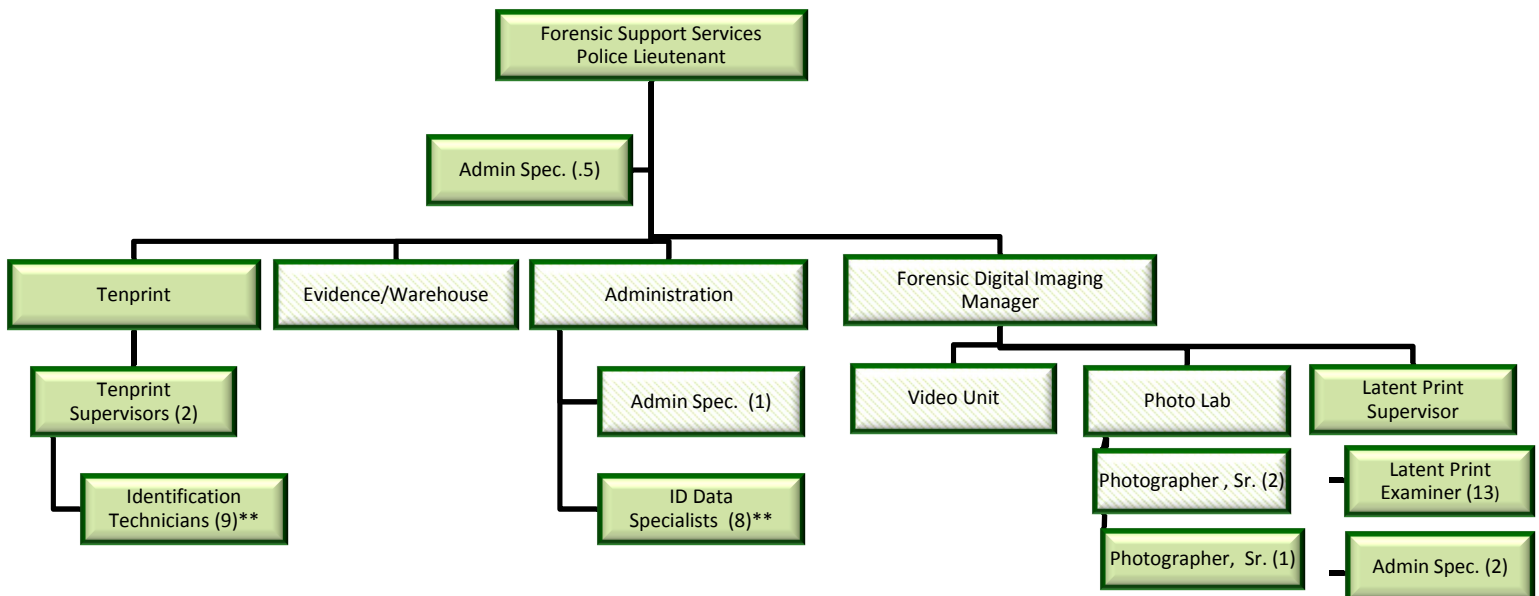 Forensic Support Services
Police Lieutenant
Admin Spec. (.5)
Tenprint
Evidence/Warehouse
Administration
Forensic Digital Imaging
Manager
Tenprint
Supervisors (2)
Admin Spec. (1)
Video Unit
Photo Lab
Latent Print
Supervisor
Identification
Technicians (9)**
ID Data
Specialists (8)**
Photographer , Sr. (2)
Latent Print
Examiner (13)
Photographer, Sr. (1)
Admin Spec. (2)